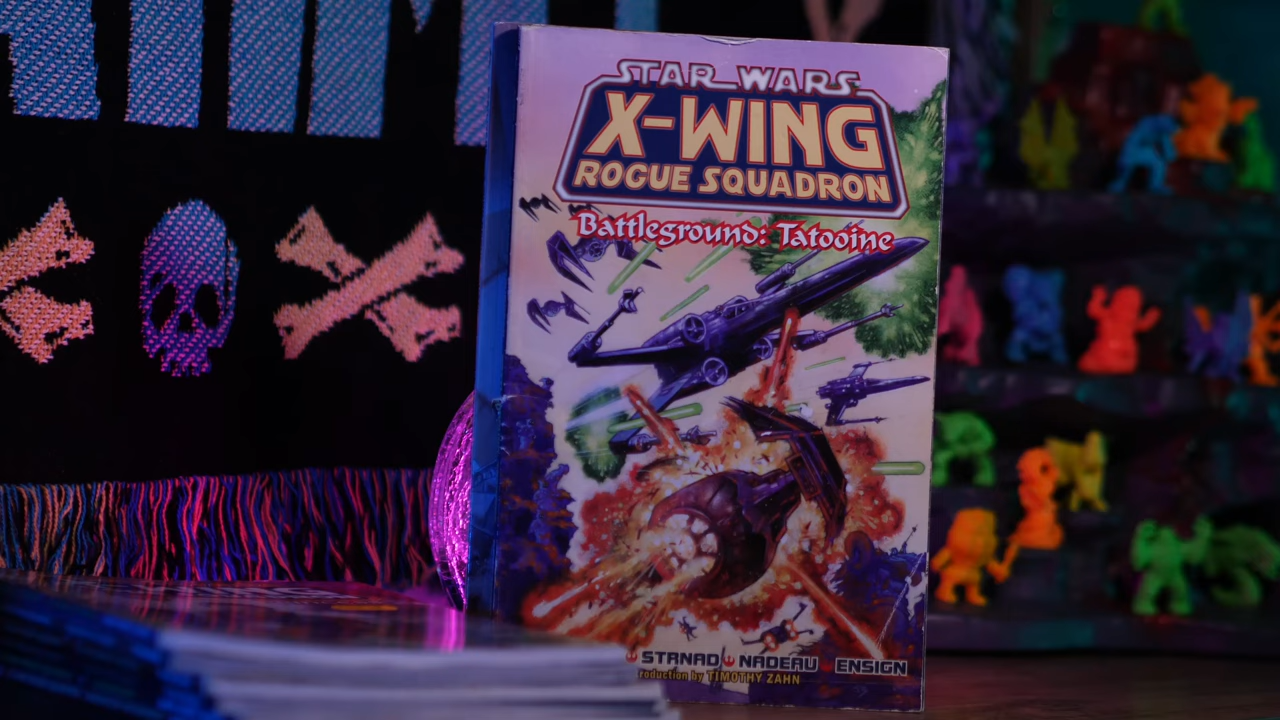 STAR WARS
X-WING
ROGUE SQUADRON
Battleground: Tatooine
STRNAD NADEAU ENSIGN
roduction by TIMOTHY ZAHN